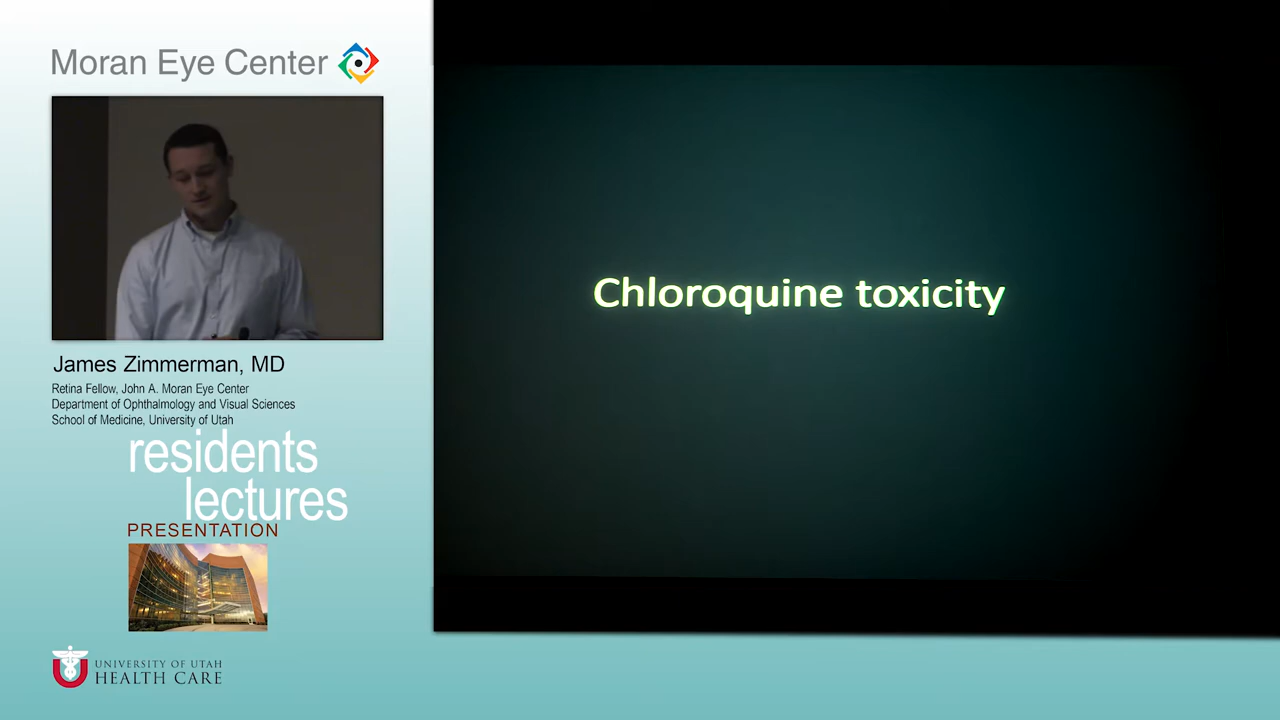 Moran Eye Center
James Zimmerman, MD
Retina Fellow, John A. Moran Eye Center
Department of Ophthalmology and Visual Sciences
School of Medicine, University of Utah
residents
lectures
PRESENTATION
UNIVERSITY OF UTAH
HEALTH CARE
Chloroquine toxicity